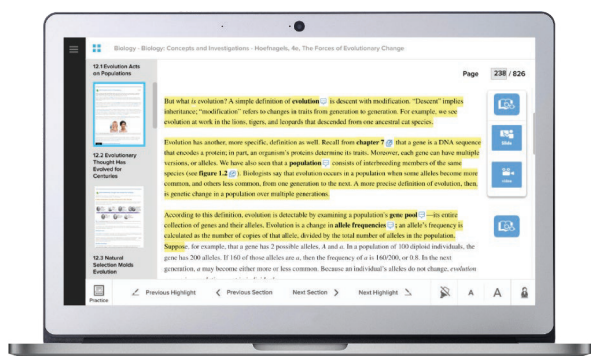 Biology - Biology: Concepts and Investigations - Hoefnagels, 4e, The Forces of Evolutionary Change
12.1 Evolution Acts
on Populations
12.2 Evolutionary
Thought Has
Evolved for
Centuries
12.3 Natural
Selection Molds
Evolution
Page 238 / 826
But what is evolution? A simple definition of evolution is descent with modification. "Descent" implies
inheritance; "modification" refers to changes in traits from generation to generation. For example, we see
evolution at work in the lions, tigers, and leopards that descended from one ancestral cat species.
Evolution has another, more specific, definition as well. Recall from chapter 7 that a gene is a DNA sequence
that encodes a protein; in part, an organism's proteins determine its traits. Moreover, each gene can have multiple
versions, or alleles. We have also seen that a population consists of interbreeding members of the same
species (see figure 1.2). Biologists say that evolution occurs in a population when some alleles become more
common, and others less common, from one generation to the next. A more precise definition of evolution, then,
is genetic change in a population over multiple generations.
According to this definition, evolution is detectable by examining a population's gene pool—its entire
collection of genes and their alleles. Evolution is a change in allele frequencies; an allele's frequency is
calculated as the number of copies of that allele, divided by the total number of alleles in the population.
Suppose, for example, that a gene has 2 possible alleles, A and a. In a population of 100 diploid individuals, the
gene has 200 alleles. If 160 of those alleles are a, then the frequency of a is 160/200, or 0.8. In the next
generation, a may become either more or less common. Because an individual's alleles do not change, evolution
Slide
Video
Practice
Previous Highlight
Previous Section
Next Section
Next Highlight
A
A